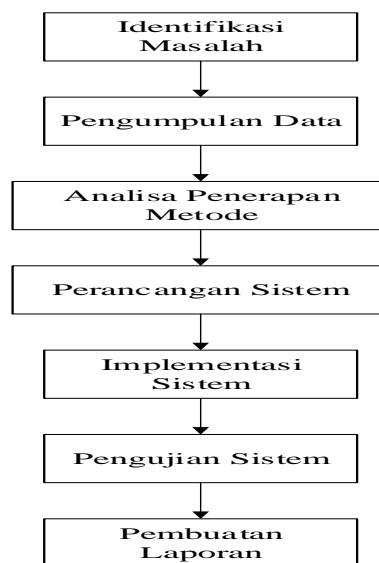 Identifikasi
Masalah
Pengumpulan Data
Analisa Penerapan
Metode
Perancangan Sistem
Implementasi
Sistem
Pengujian Sistem
Pembuatan
Laporan